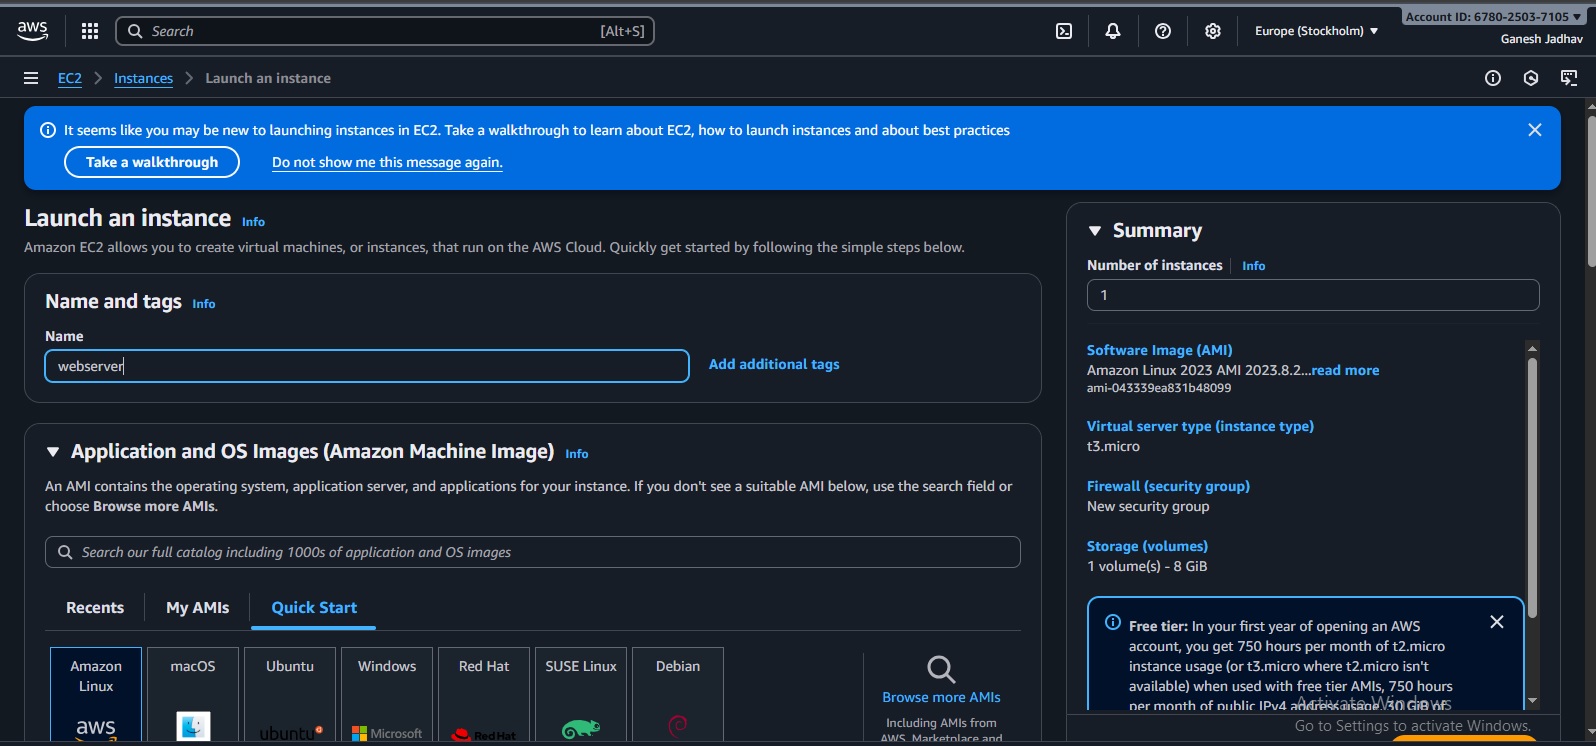 aws
Search [Alt+S]
Europe (Stockholm)
Account ID: 6780-2503-7105
Ganesh Jadhav
EC2 > Instances > Launch an instance
It seems like you may be new to launching instances in EC2. Take a walkthrough to learn about EC2, how to launch instances and about best practices
Take a walkthrough
Do not show me this message again.
Launch an instance Info
Amazon EC2 allows you to create virtual machines, or instances, that run on the AWS Cloud. Quickly get started by following the simple steps below.
Name and tags Info
Name
webserver
Add additional tags
Application and OS Images (Amazon Machine Image) Info
An AMI contains the operating system, application server, and applications for your instance. If you don't see a suitable AMI below, use the search field or
choose Browse more AMIs.
Search our full catalog including 1000s of application and OS images
Recents
My AMIs
Quick Start
Amazon
Linux
aws
macOS
Ubuntu
ubuntu
Windows
Microsoft
Red Hat
Red Hat
SUSE Linux
Debian
Browse more AMIs
Including AMIs from
AWS, Marketplace and
Summary
Number of instances Info
1
Software Image (AMI)
Amazon Linux 2023 AMI 2023.8.2...read more
ami-043339ea831b48099
Virtual server type (instance type)
t3.micro
Firewall (security group)
New security group
Storage (volumes)
1 volume(s) - 8 GiB
Free tier: In your first year of opening an AWS
account, you get 750 hours per month of t2.micro
instance usage (or t3.micro where t2.micro isn't
available) when used with free tier AMIs, 750 hours
per month of public IPv4 address usage, 30 GiB of
Activate Windows
Go to Settings to activate Windows.